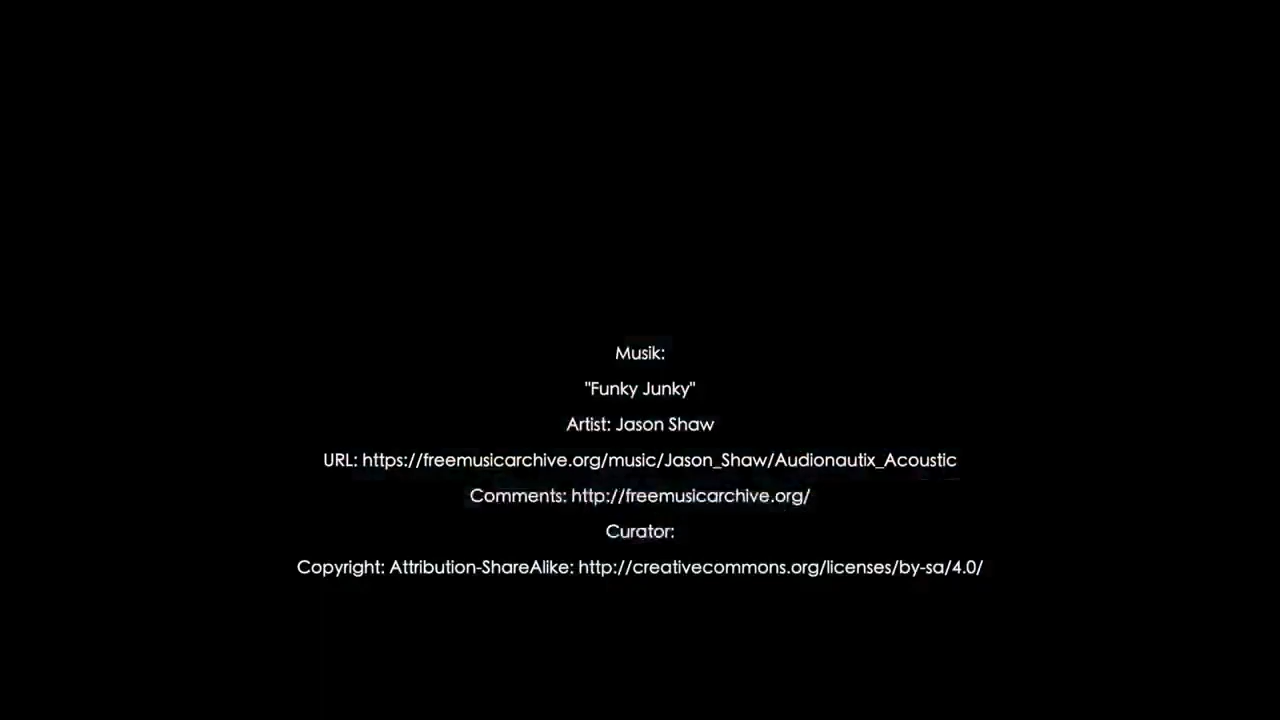 Musik:
"Funky Junky"
Artist: Jason Shaw
URL: https://freemusicarchive.org/music/Jason_Shaw/Audionautix_Acoustic
Comments: http://freemusicarchive.org/
Curator:
Copyright: Attribution-ShareAlike: http://creativecommons.org/licenses/by-sa/4.0/